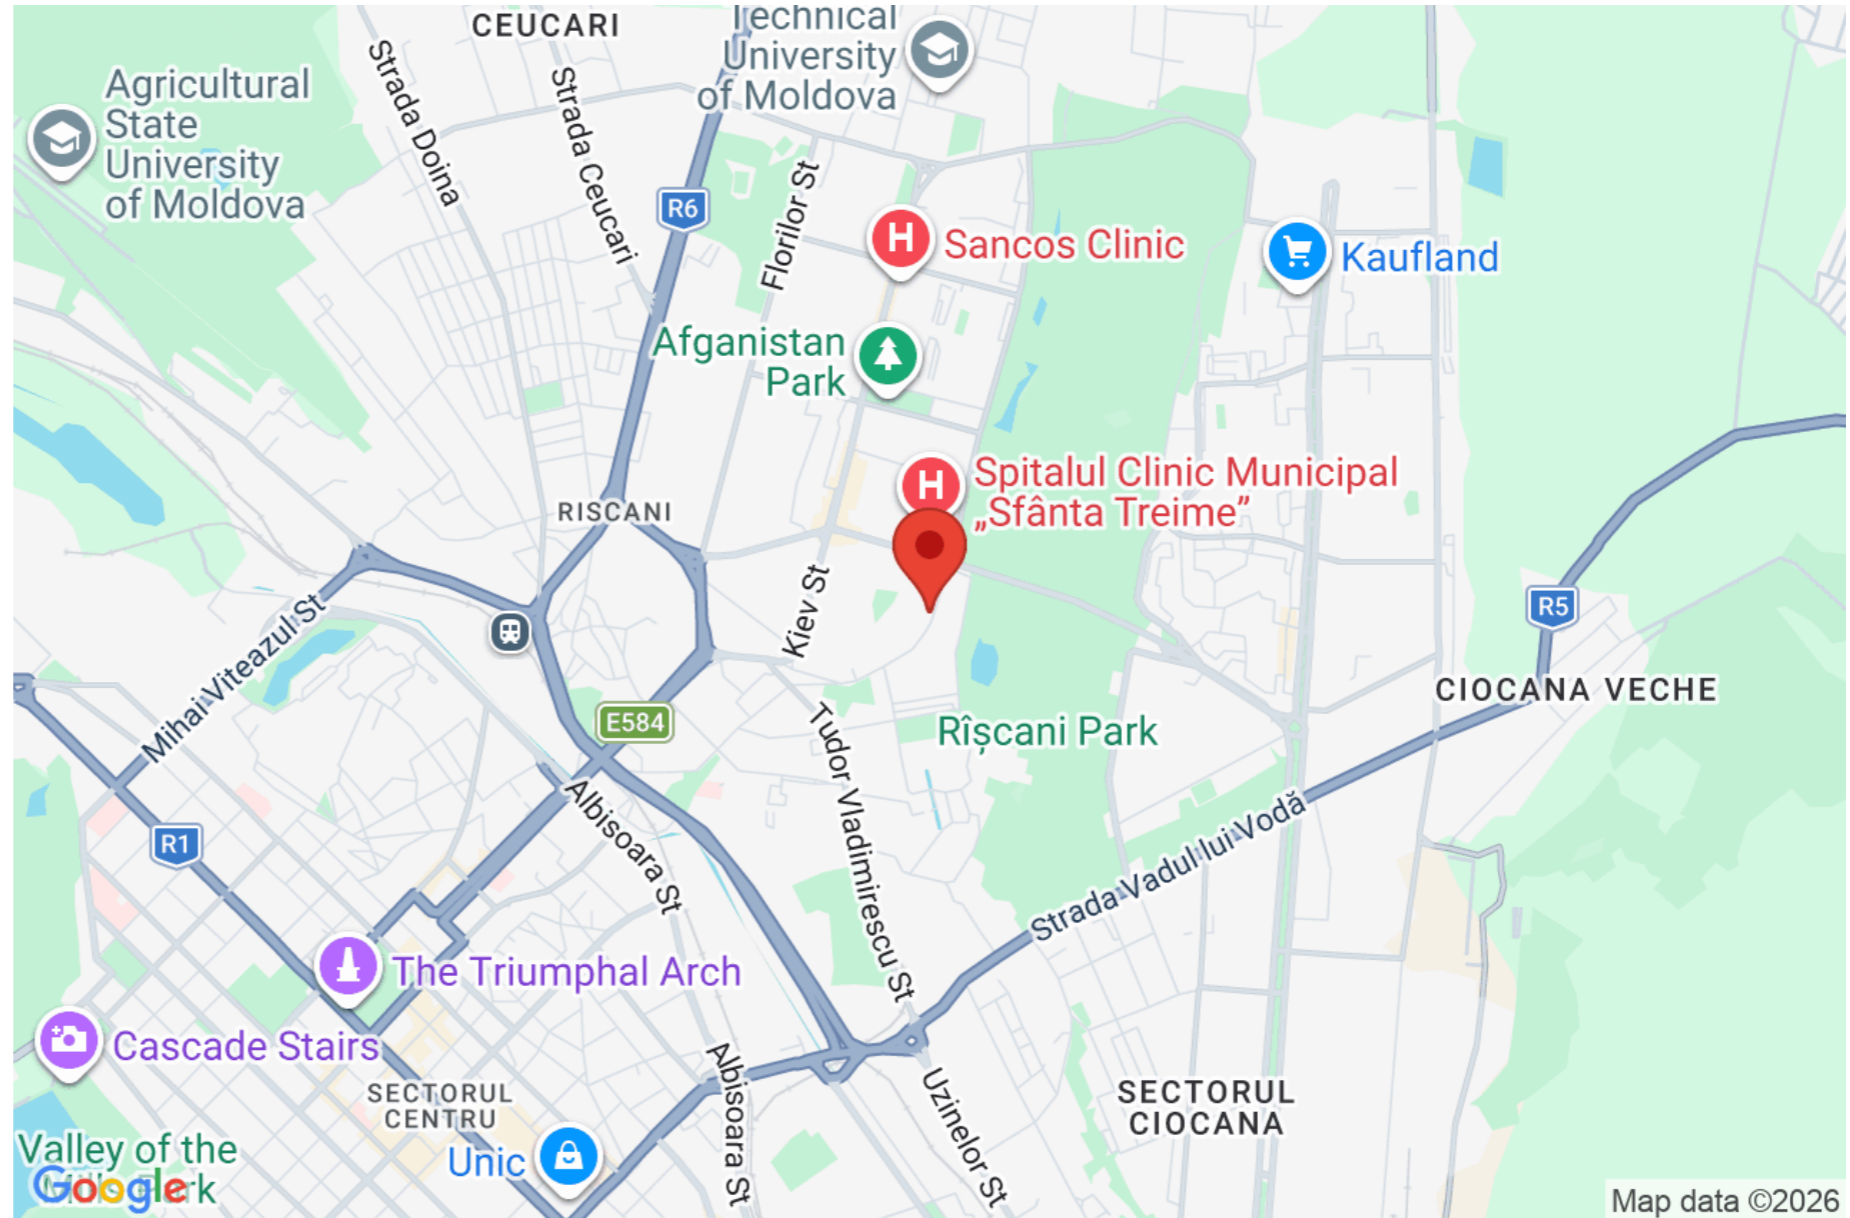 CEUCARI
Technical
University
of Moldova
Agricultural
State
University
of Moldova
Strada Doina
Strada Ceucari
R6
Florilor St
Sancos Clinic
Kaufland
Afganistan
Park
Spitalul Clinic Municipal
„Sfânta Treime”
RISCANI
Kiev St
Mihai Viteazul St
R5
CIOCANA VECHE
E584
Rîșcani Park
Tudor Vladimirescu St
Albisoara St
Strada Vadul lui Vodă
R1
The Triumphal Arch
Cascade Stairs
SECTORUL
CENTRU
Albisoara St
Uzinelor St
SECTORUL
CIOCANA
Valley of the
Unic
Google
Map data ©2026